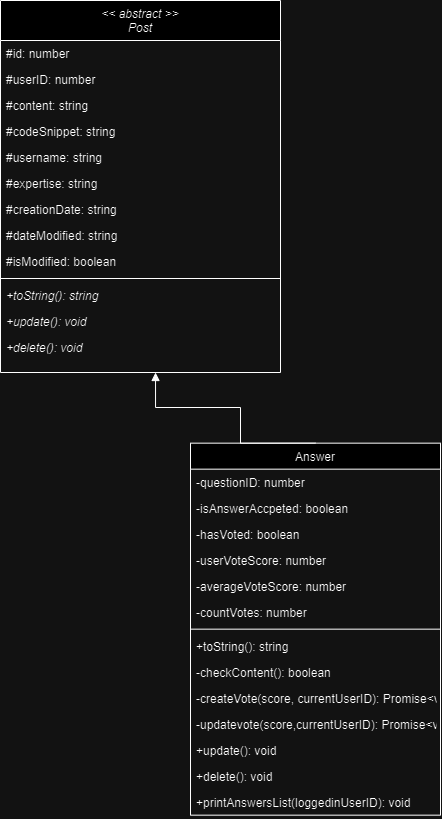 << abstract >>
Post
#id: number
#userID: number
#content: string
#codeSnippet: string
#username: string
#expertise: string
#creationDate: string
#dateModified: string
#isModified: boolean
+toString(): string
+update(): void
+delete(): void
Answer
-questionID: number
-isAnswerAccpeted: boolean
-hasVoted: boolean
-userVoteScore: number
-averageVoteScore: number
-countVotes: number
+toString(): string
-checkContent(): boolean
-createVote(score, currentUserID): Promise<
-updatevote(score,currentUserID): Promise<
+update(): void
+delete(): void
+printAnswersList(loggedinUserID): void